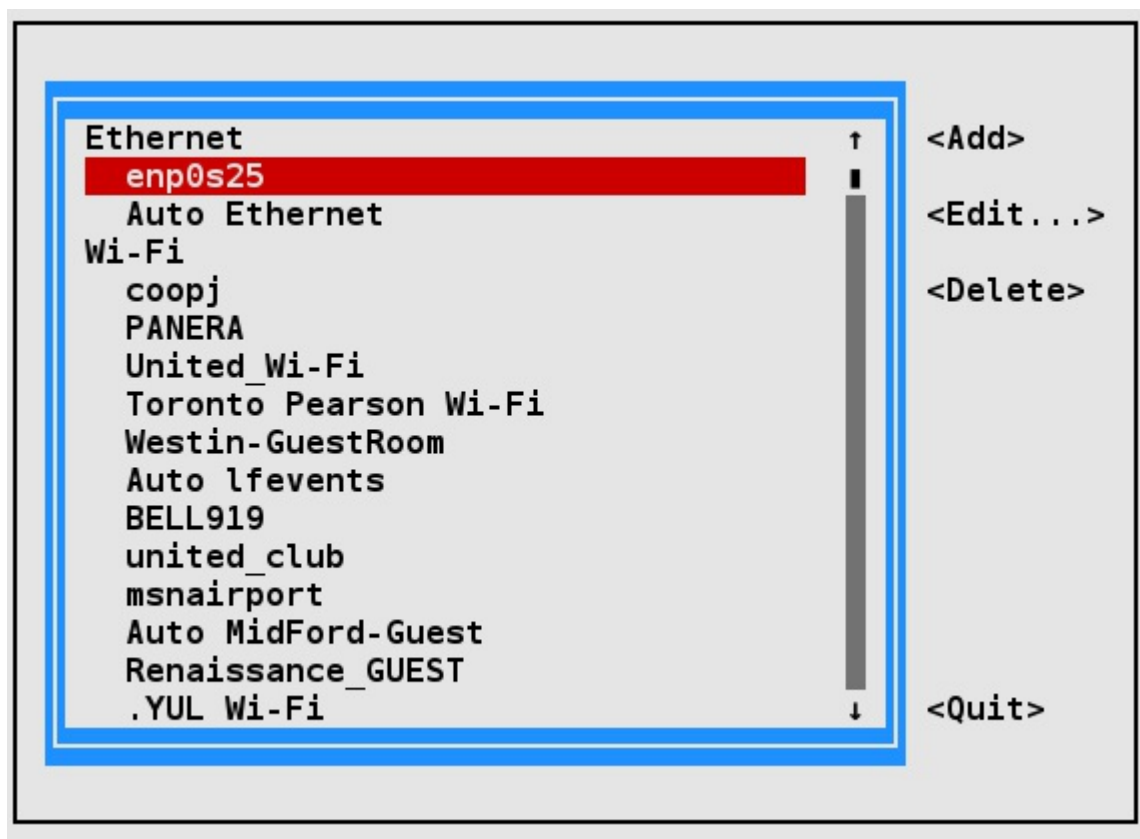 Ethernet ↑ <Add>
enp0s25
Auto Ethernet <Edit...>
Wi-Fi
coopj <Delete>
PANERA
United_Wi-Fi
Toronto Pearson Wi-Fi
Westin-GuestRoom
Auto lfevents
BELL919
united_club
msnairport
Auto MidFord-Guest
Renaissance_GUEST
.YUL Wi-Fi ↓ <Quit>